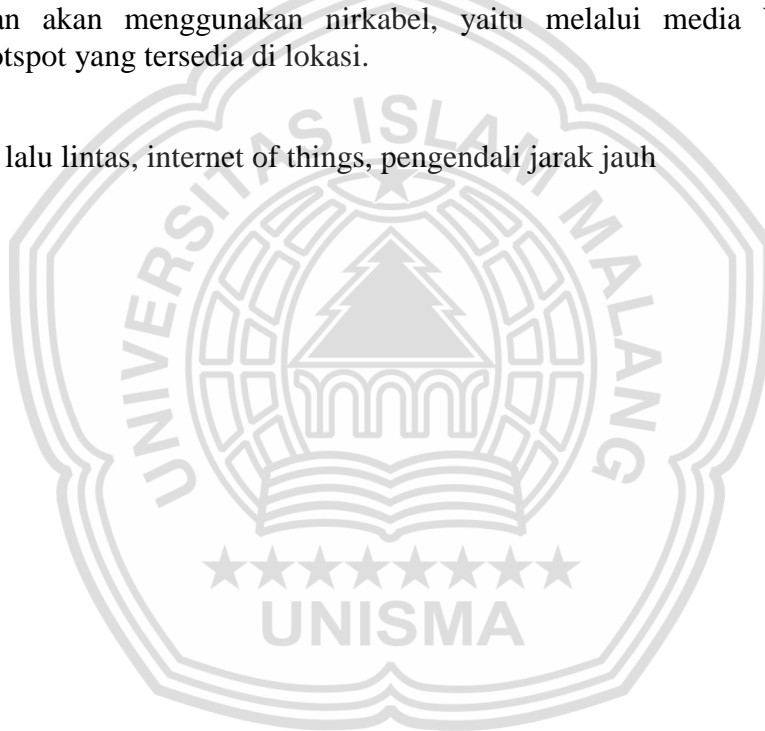 an akan menggunakan nirkabel, yaitu melalui media
otspot yang tersedia di lokasi.
lalu lintas, internet of things, pengendali jarak jauh
UNIVERSITAS ISLAM MALANG
UNISMA